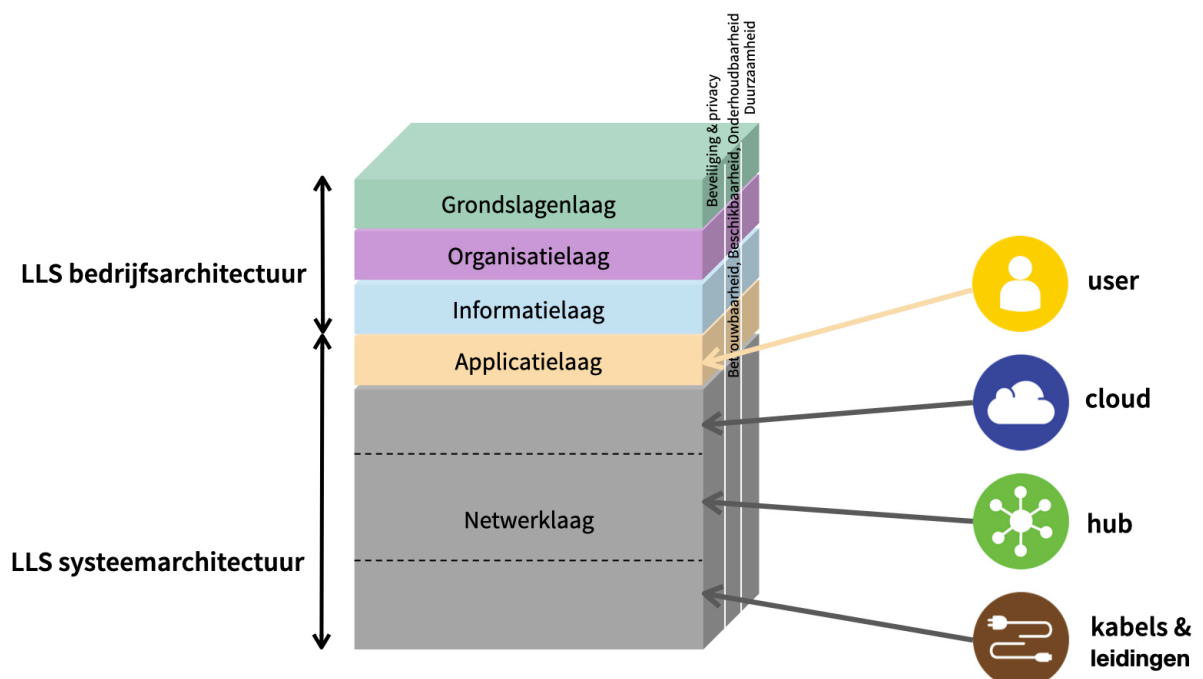 Beveiliging & privacy
Betrouwbaarheid, Beschikbaarheid, Onderhoudbaarheid
Duurzaamheid
LLS bedrijfsarchitectuur
Grondslagenlaag
Organisatielaag
Informatielaag
Applicatielaag
LLS systeemarchitectuur
Netwerklaag
user
cloud
hub
kabels &
leidingen